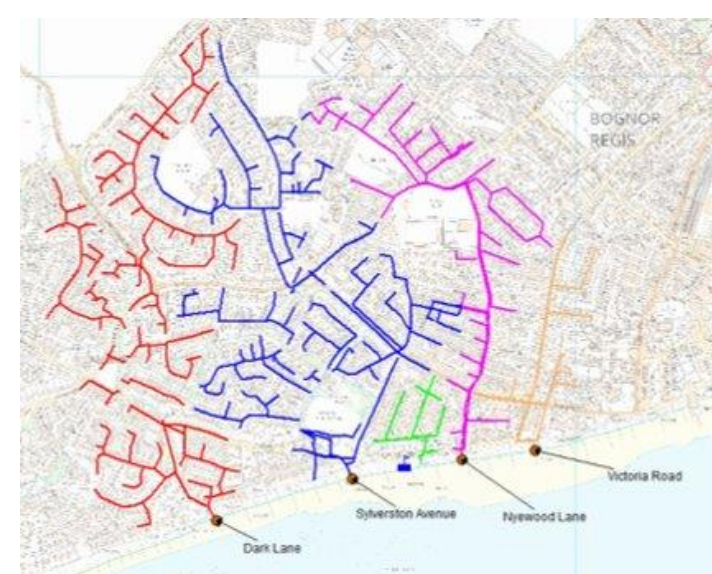 BOGNOR
REGIS
Victoria Road
Sylverston Avenue
Nyewood Lane
Dark Lane